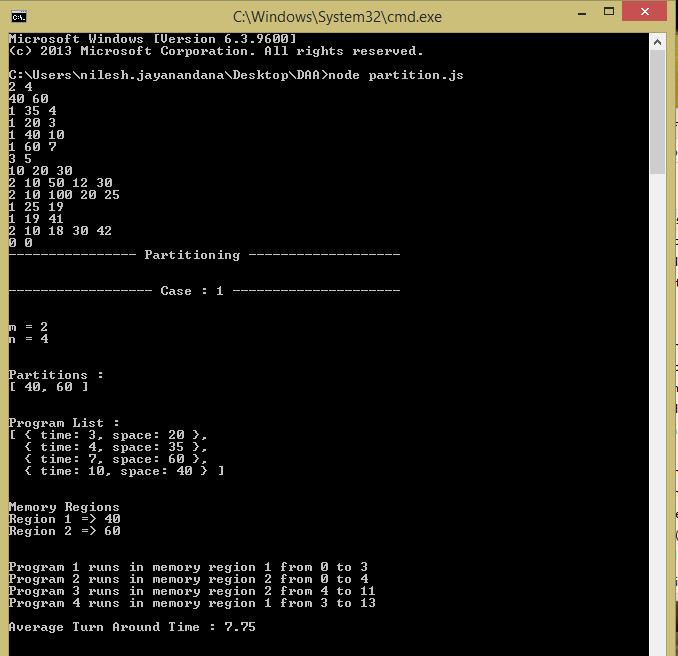 C:\Windows\System32\cmd.exe
Microsoft Windows [Version 6.3.9600]
(c) 2013 Microsoft Corporation. All rights reserved.
C:\Users\nilesh.jayanandana\Desktop\DAA>node partition.js
2 4
40 60
1 35 4
1 20 3
1 40 10
1 60 7
3 5
10 20 30
2 10 50 12 30
2 10 100 20 25
1 25 19
1 19 41
2 10 18 30 42
0 0
---------------- Partitioning -------------------
------------------ Case : 1 ---------------------
m = 2
n = 4
Partitions :
[ 40, 60 ]
Program List :
[ { time: 3, space: 20 },
  { time: 4, space: 35 },
  { time: 7, space: 60 },
  { time: 10, space: 40 } ]
Memory Regions
Region 1 => 40
Region 2 => 60
Program 1 runs in memory region 1 from 0 to 3
Program 2 runs in memory region 2 from 0 to 4
Program 3 runs in memory region 2 from 4 to 11
Program 4 runs in memory region 1 from 3 to 13
Average Turn Around Time : 7.75